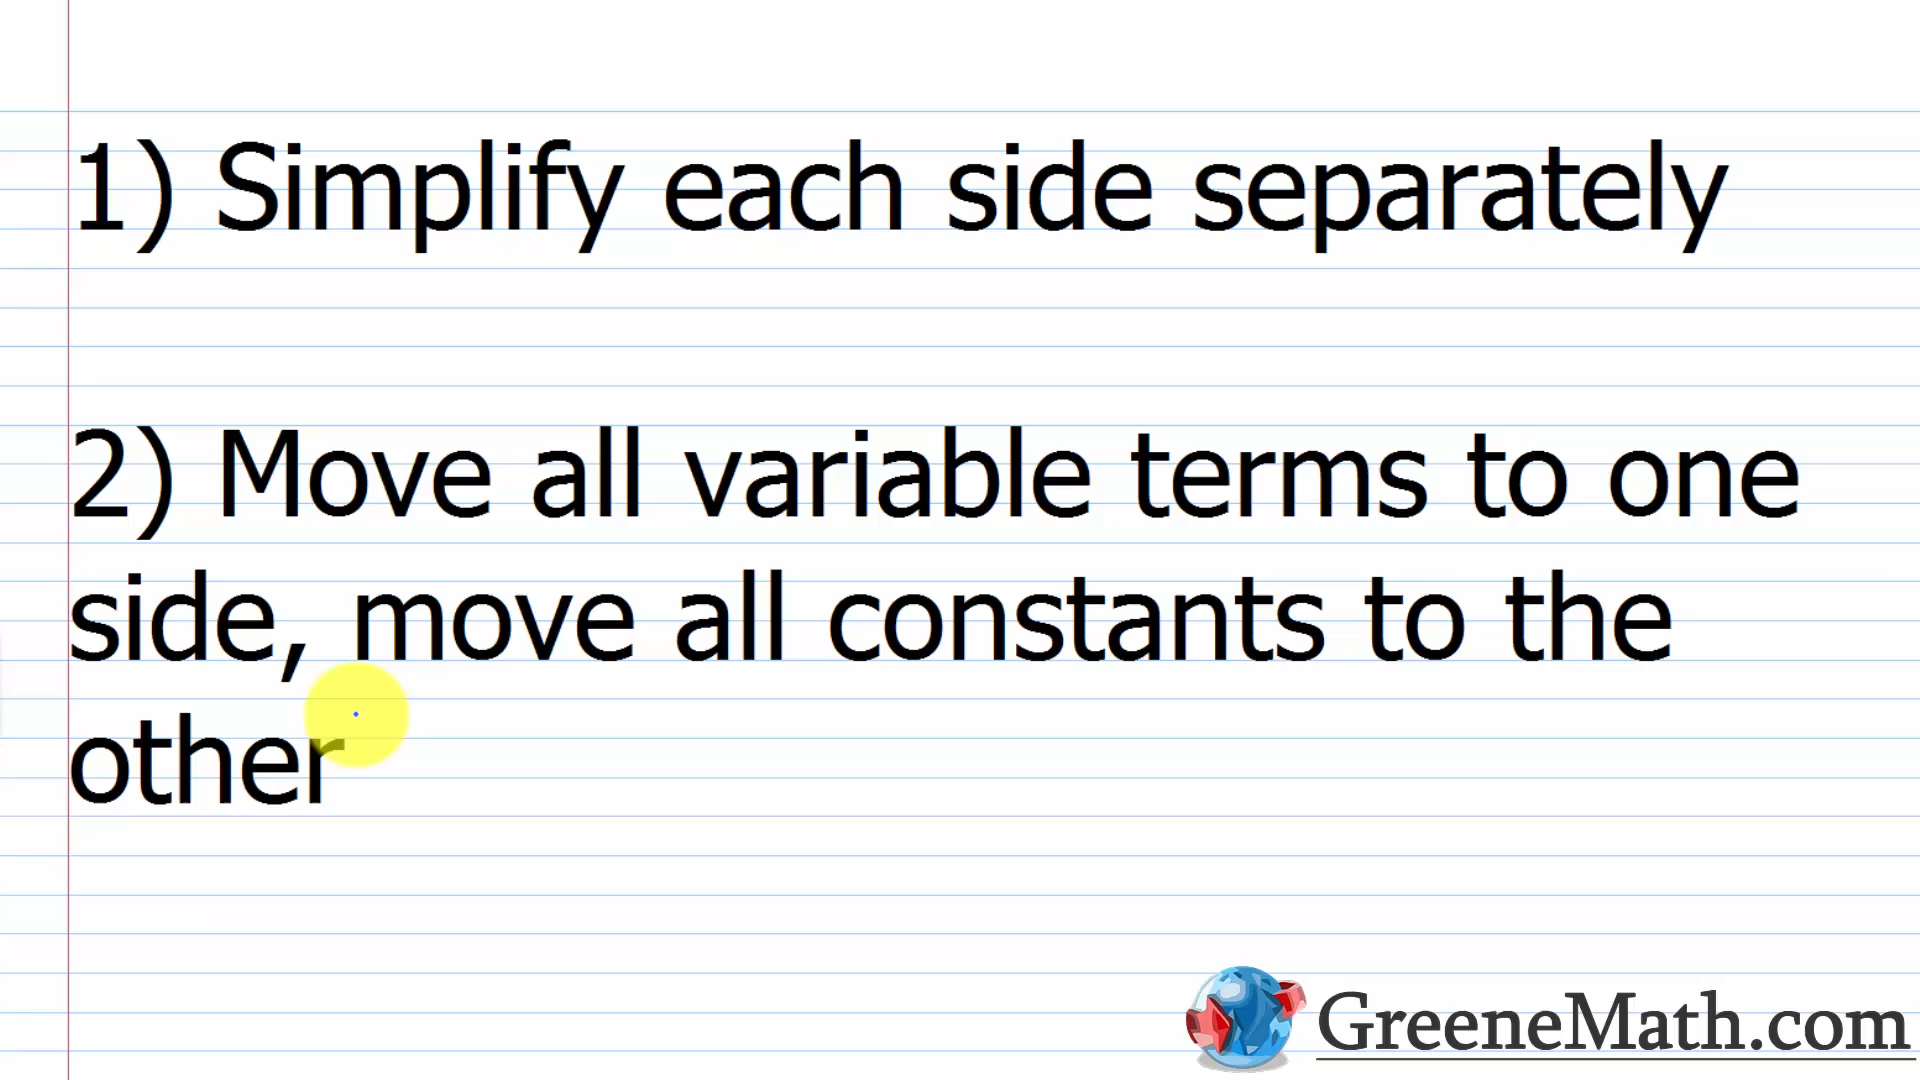 1) Simplify each side separately
2) Move all variable terms to one
side, move all constants to the
other
GreeneMath.com